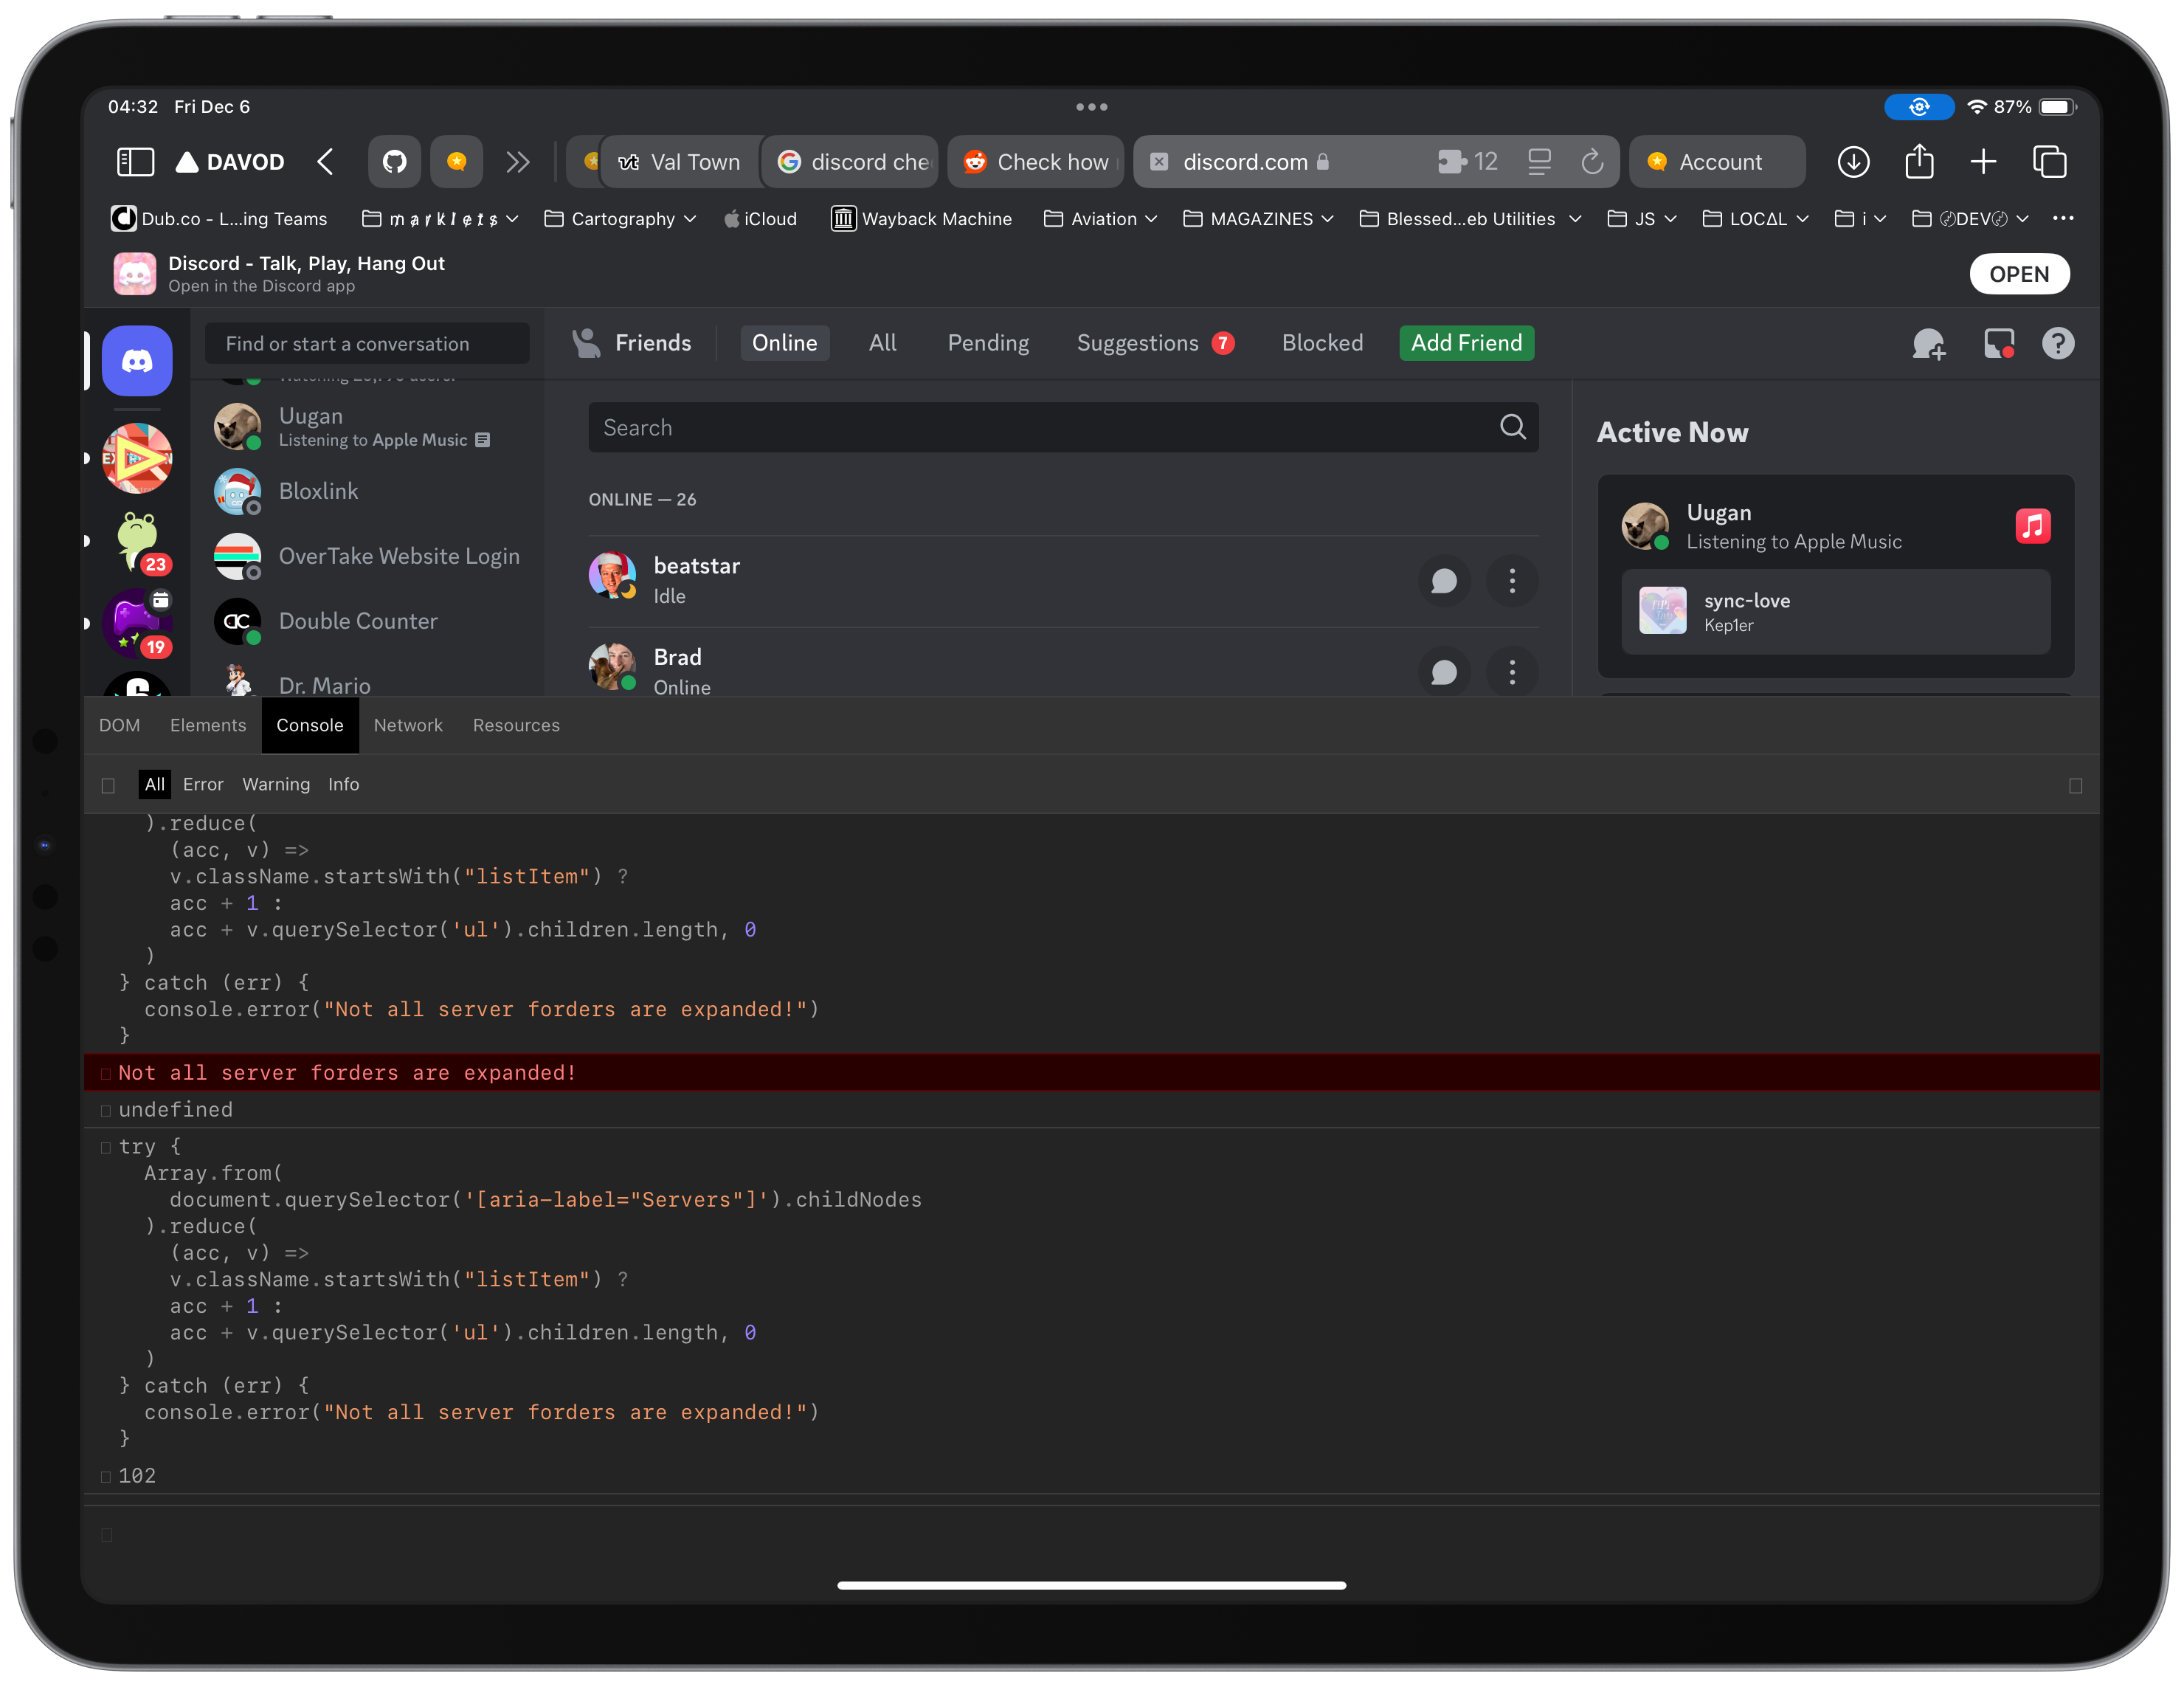 04:32 Fri Dec 6
87%
DAVOD
Val Town
discord che
Check how
discord.com
12
Account
Dub.co - L...ing Teams
m a r k l e t s
Cartography
iCloud
Wayback Machine
Aviation
MAGAZINES
Blessed...eb Utilities
JS
LOCΔL
i
DEV
Discord - Talk, Play, Hang Out
Open in the Discord app
OPEN
Find or start a conversation
Friends
Online
All
Pending
Suggestions 7
Blocked
Add Friend
23
19
Uugan
Listening to Apple Music
Bloxlink
OverTake Website Login
Double Counter
Dr. Mario
Search
ONLINE — 26
beatstar
Idle
Brad
Online
Active Now
Uugan
Listening to Apple Music
sync-love
Kep1er
DOM Elements Console Network Resources
All Error Warning Info
).reduce(
(acc, v) =>
v.className.startsWith("listItem") ?
acc + 1 :
acc + v.querySelector('ul').children.length, 0
)
} catch (err) {
console.error("Not all server forders are expanded!")
}
Not all server forders are expanded!
undefined
try {
Array.from(
document.querySelector('[aria-label="Servers"]').childNodes
).reduce(
(acc, v) =>
v.className.startsWith("listItem") ?
acc + 1 :
acc + v.querySelector('ul').children.length, 0
)
} catch (err) {
console.error("Not all server forders are expanded!")
}
102